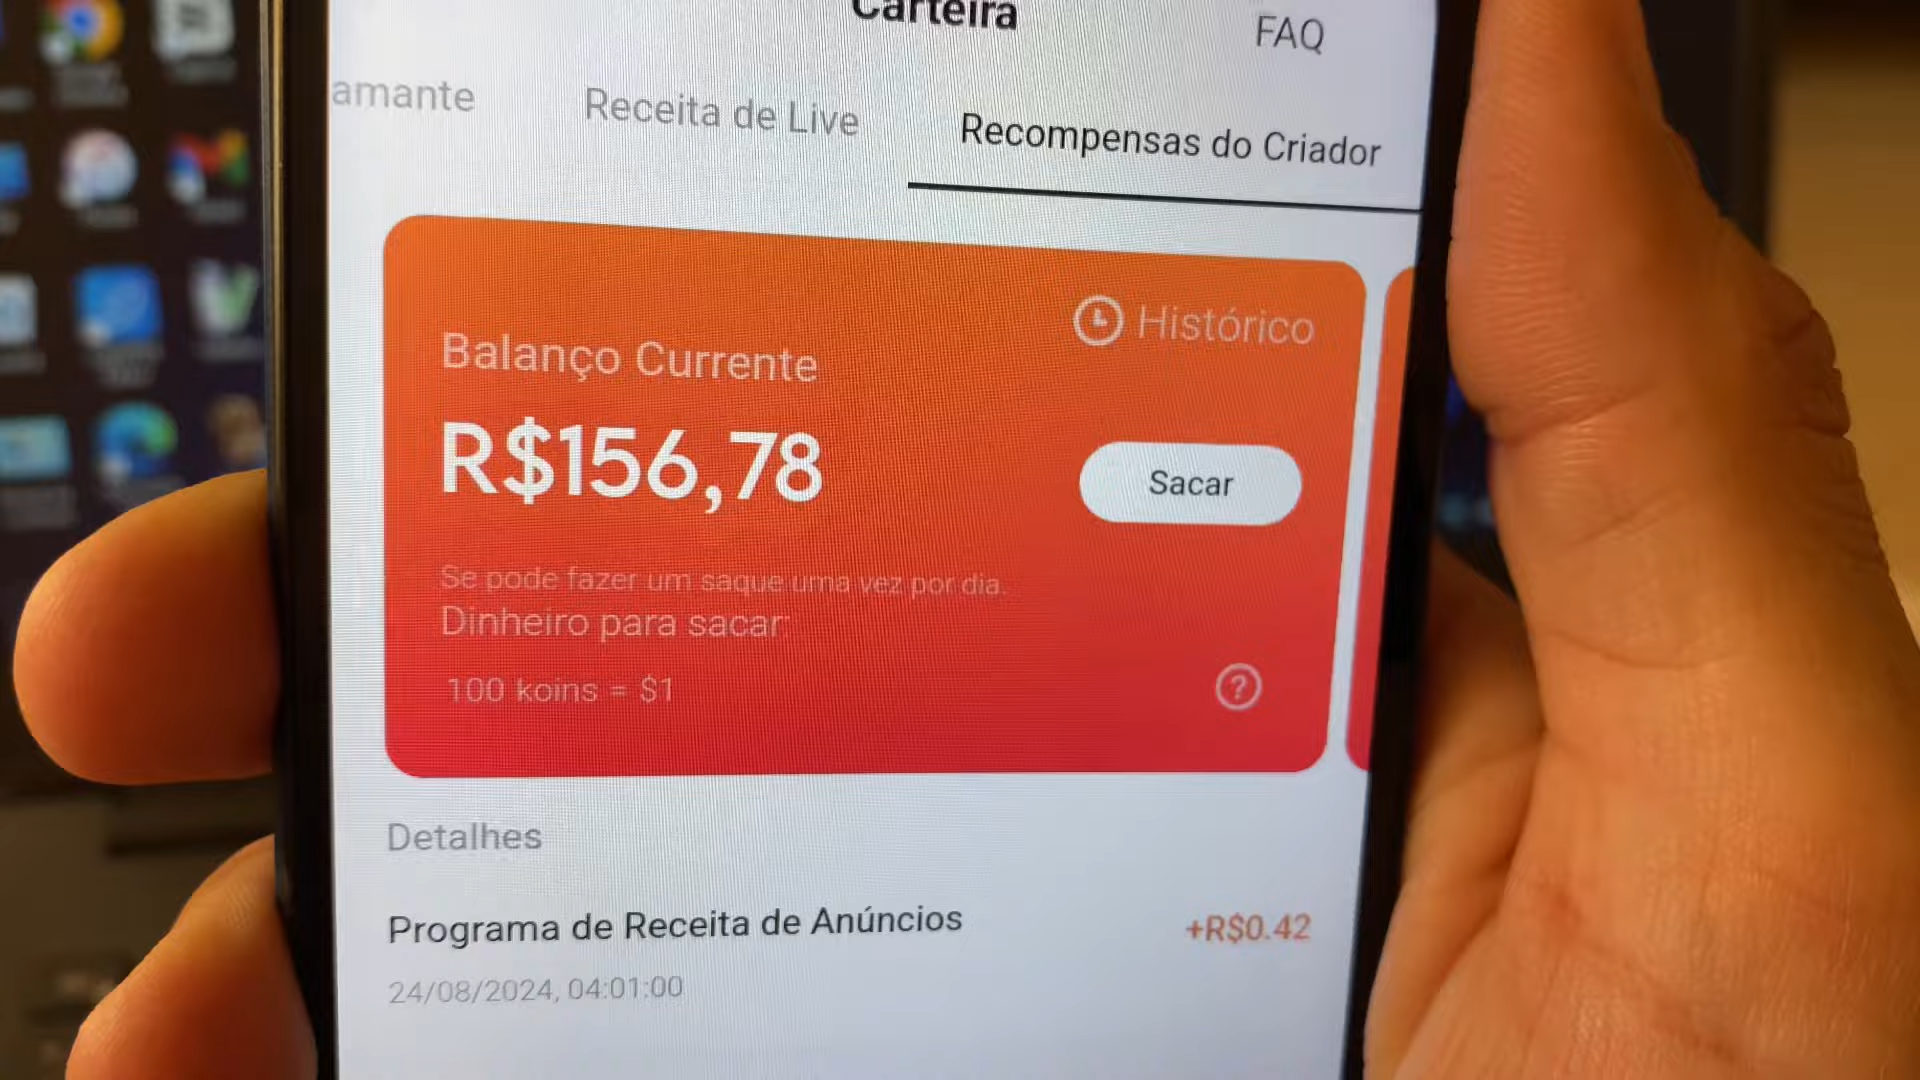 Carteira
FAQ
amante
Receita de Live
Recompensas do Criador
Histórico
Balanço Currente
R$156,78
Sacar
Se pode fazer um saque uma vez por dia.
Dinheiro para sacar:
100 koins = $1
?
Detalhes
Programa de Receita de Anúncios
+R$0.42
24/08/2024, 04:01:00